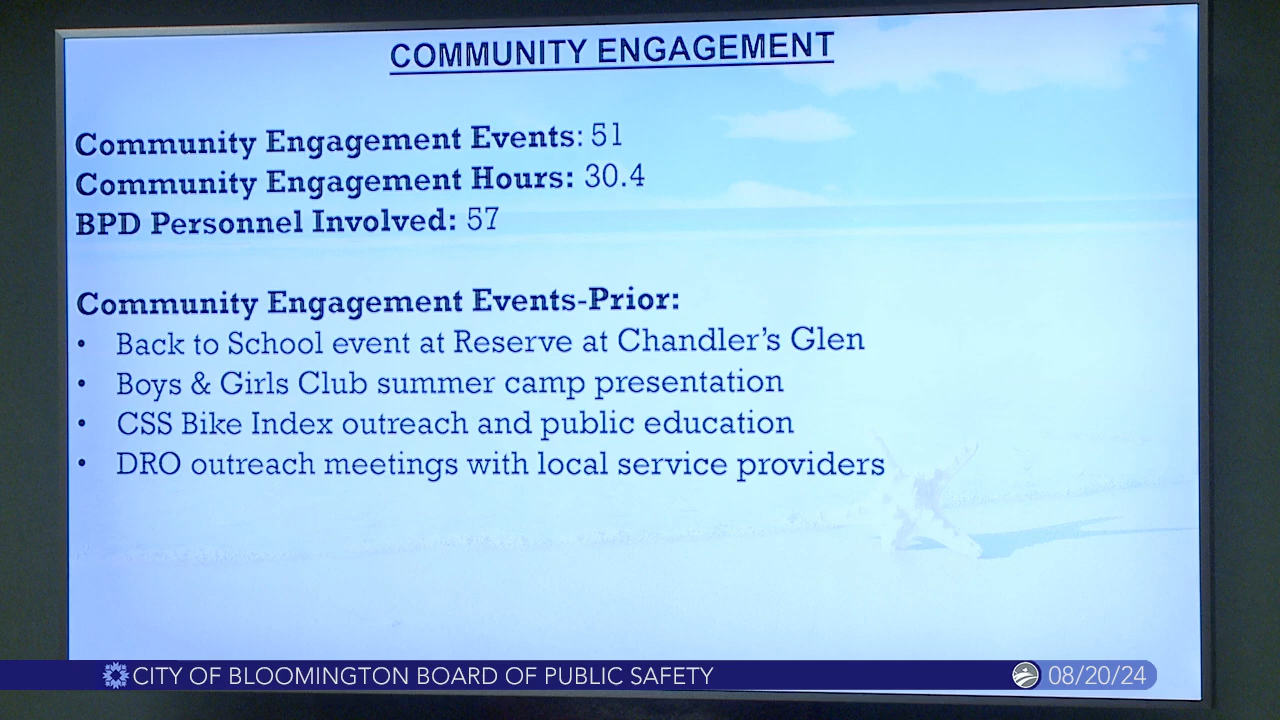 COMMUNITY ENGAGEMENT
Community Engagement Events: 51
Community Engagement Hours: 30.4
BPD Personnel Involved: 57
Community Engagement Events-Prior:
• Back to School event at Reserve at Chandler's Glen
• Boys & Girls Club summer camp presentation
• CSS Bike Index outreach and public education
• DRO outreach meetings with local service providers
CITY OF BLOOMINGTON BOARD OF PUBLIC SAFETY 08/20/24